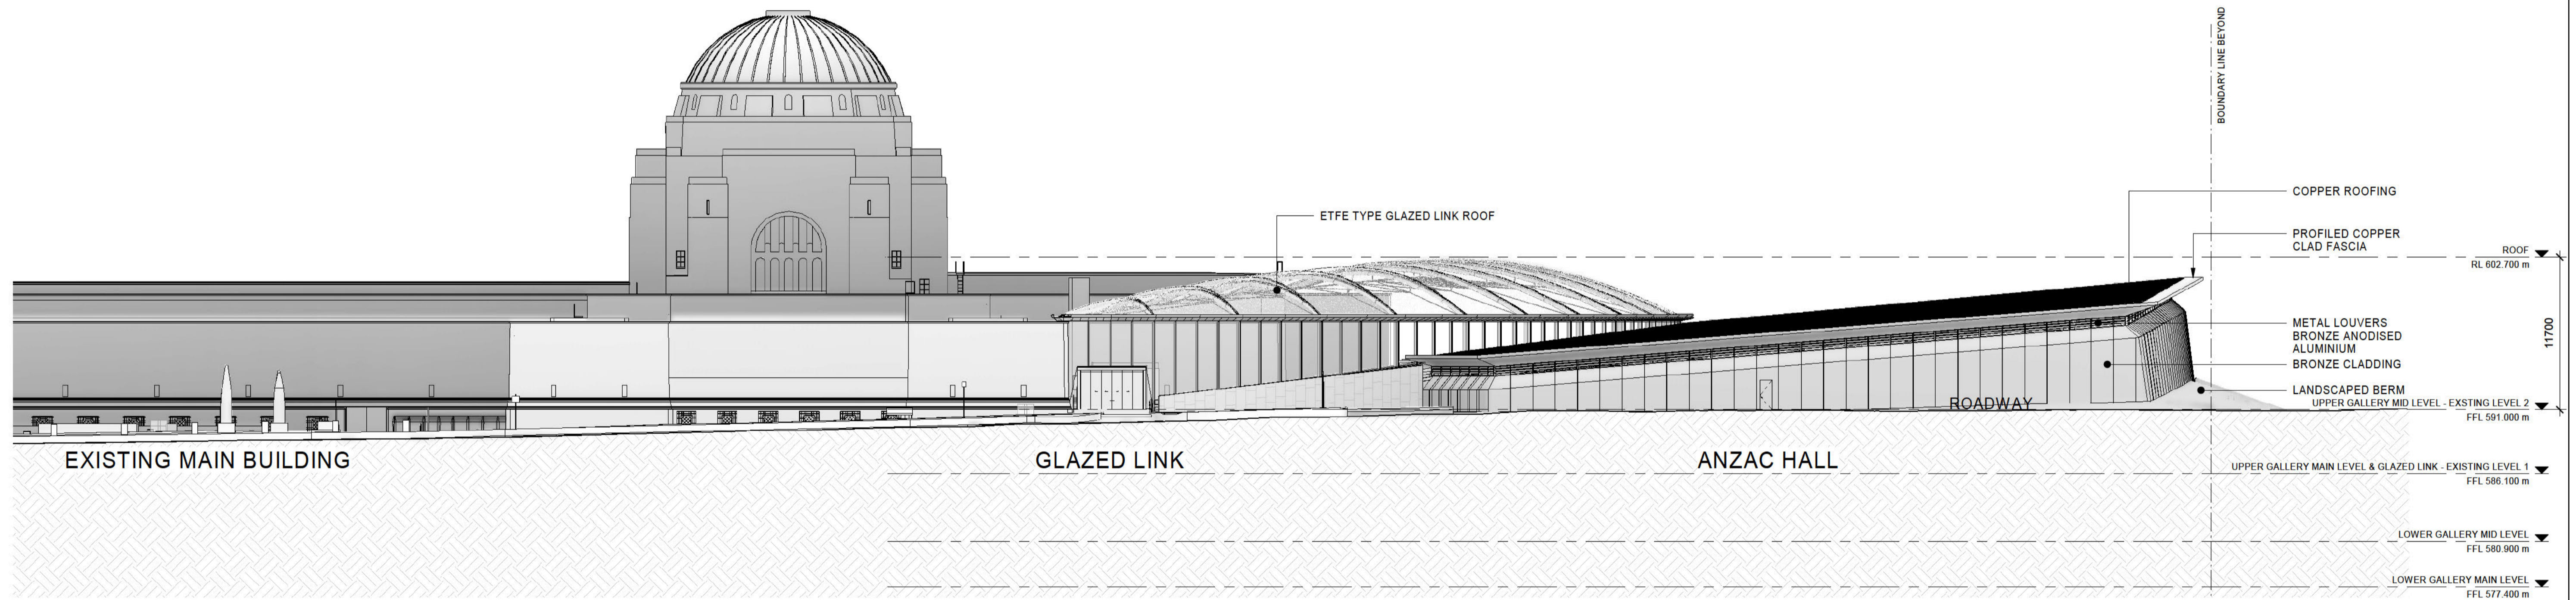 BOUNDARY LINE BEYOND
COPPER ROOFING
ETFE TYPE GLAZED LINK ROOF
PROFILED COPPER
CLAD FASCIA
ROOF
RL 602.700 m
11700
METAL LOUVERS
BRONZE ANODISED
ALUMINIUM
BRONZE CLADDING
LANDSCAPED BERM
ROADWAY
UPPER GALLERY MID LEVEL - EXSTING LEVEL 2
FFL 591.000 m
EXISTING MAIN BUILDING
GLAZED LINK
ANZAC HALL
UPPER GALLERY MAIN LEVEL & GLAZED LINK - EXISTING LEVEL 1
FFL 586.100 m
LOWER GALLERY MID LEVEL
FFL 580.900 m
LOWER GALLERY MAIN LEVEL
FFL 577.400 m